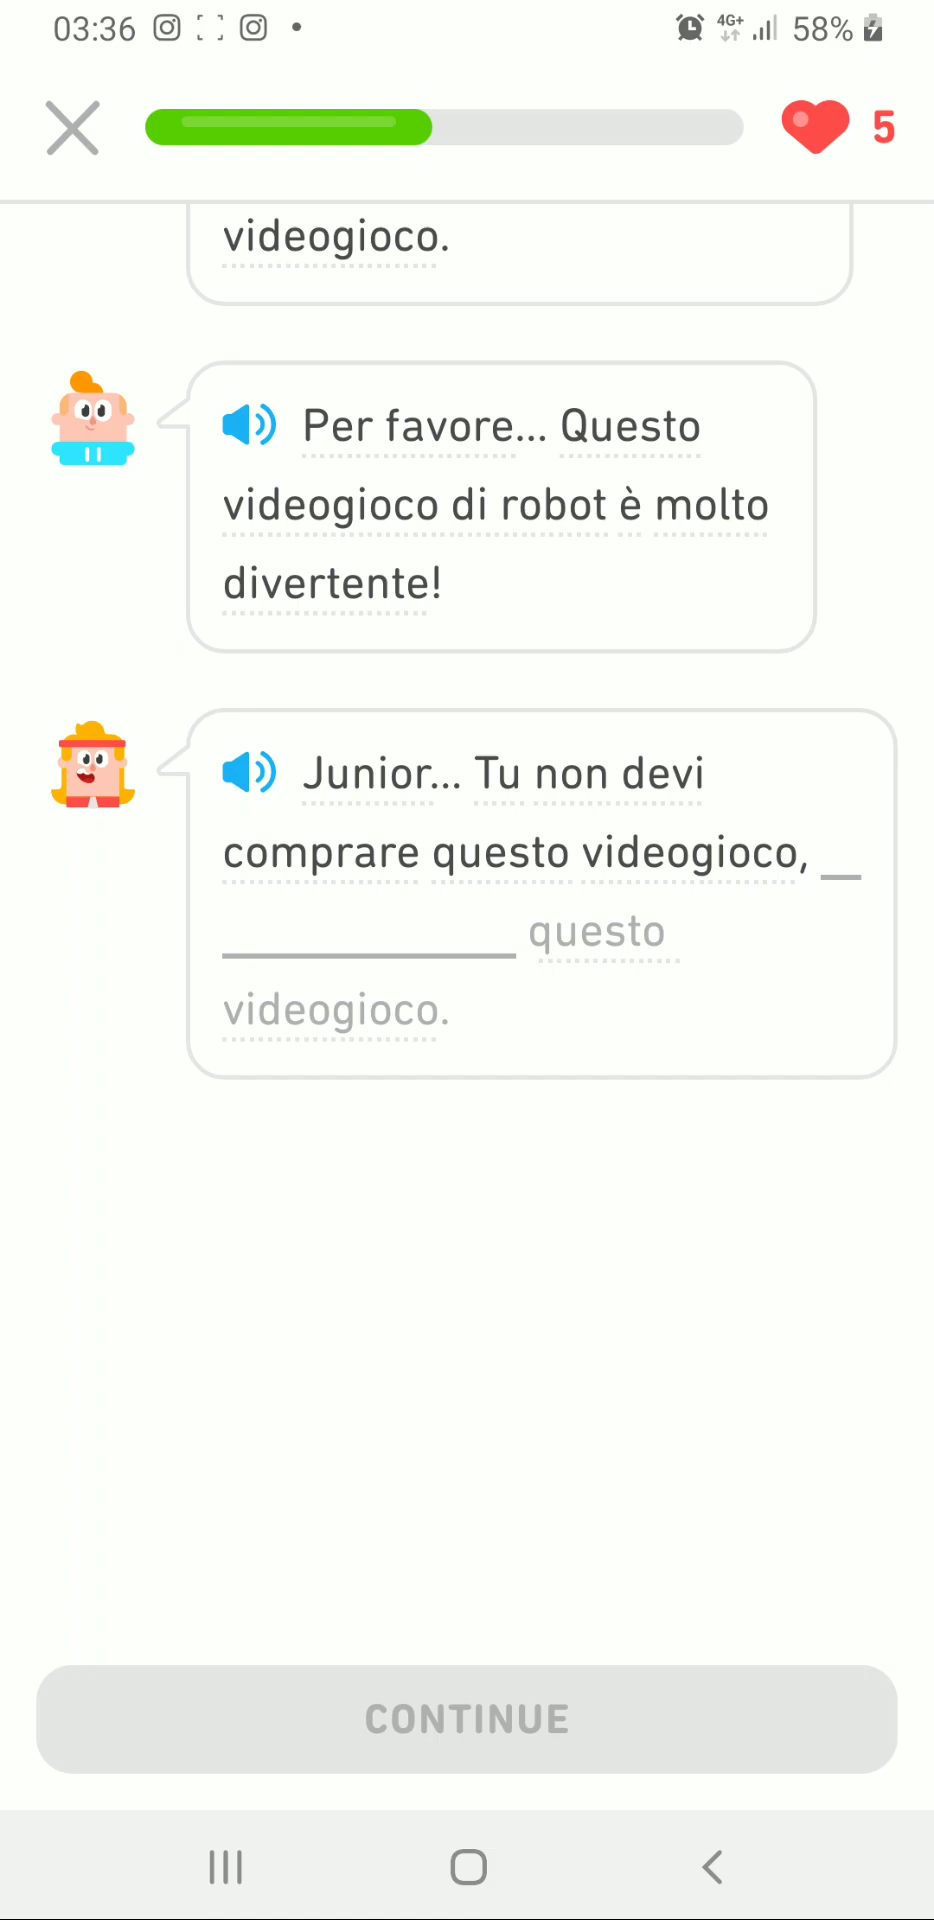 03:36 4G+ 58%
5
videogioco.
Per favore... Questo
videogioco di robot è molto
divertente!
Junior... Tu non devi
comprare questo videogioco,
questo
videogioco.
CONTINUE